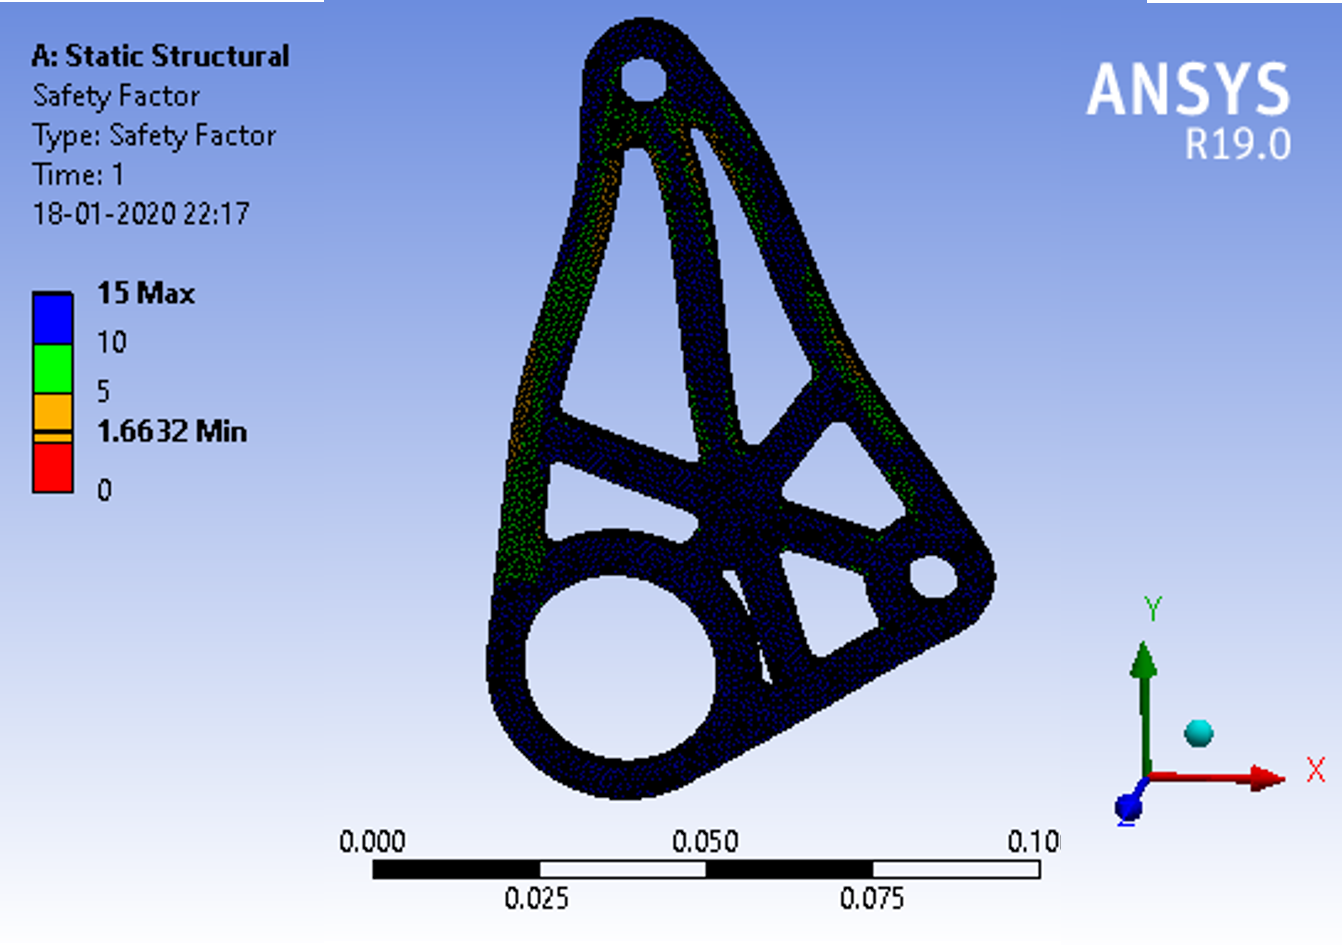 A: Static Structural
Safety Factor
Type: Safety Factor
Time: 1
18-01-2020 22:17
15 Max
10
5
1.6632 Min
0
ANSYS
R19.0
Y
X
Z
0.000 0.050 0.10
0.025 0.075